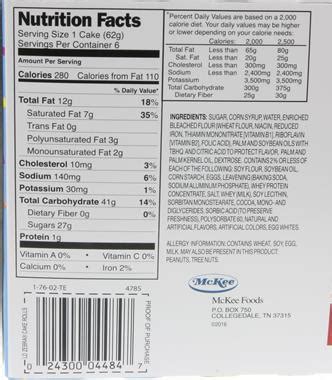 Nutrition Facts
Serving Size 1 Cake (62g)
Servings Per Container 6
Amount Per Serving
Calories 280 Calories from Fat 110
% Daily Value*
Total Fat 12g 18%
Saturated Fat 7g 35%
Trans Fat 0g
Polyunsaturated Fat 3g
Monounsaturated Fat 2g
Cholesterol 10mg 3%
Sodium 140mg 6%
Potassium 30mg 1%
Total Carbohydrate 41g 14%
Dietary Fiber 0g 0%
Sugars 27g
Protein 1g
Vitamin A 0% • Vitamin C 0%
Calcium 0% • Iron 2%
*Percent Daily Values are based on a 2,000
calorie diet. Your daily values may be higher
or lower depending on your calorie needs:
Calories: 2,000 2,500
Total Fat Less than 65g 80g
Sat. Fat Less than 20g 25g
Cholesterol Less than 300mg 300mg
Sodium Less than 2,400mg 2,400mg
Potassium 3,500mg 3,500mg
Total Carbohydrate 300g 375g
Dietary Fiber 25g 30g
INGREDIENTS: SUGAR, CORN SYRUP, WATER, ENRICHED
BLEACHED FLOUR (WHEAT FLOUR, NIACIN, REDUCED
IRON, THIAMIN MONONITRATE [VITAMIN B1], RIBOFLAVIN
[VITAMIN B2], FOLIC ACID), PALM AND SOYBEAN OILS WITH
TBHQ AND CITRIC ACID TO PROTECT FLAVOR, PALM AND
PALM KERNEL OIL, DEXTROSE. CONTAINS 2% OR LESS OF
EACH OF THE FOLLOWING: SOY FLOUR, SOYBEAN OIL,
CORN STARCH, EGGS, LEAVENING (BAKING SODA,
SODIUM ALUMINUM PHOSPHATE), WHEY PROTEIN
CONCENTRATE, SALT, WHEY (MILK), SOY LECITHIN,
SORBITAN MONOSTEARATE, COCOA, MONO- AND
DIGLYCERIDES, SORBIC ACID (TO PRESERVE
FRESHNESS), POLYSORBATE 60, NATURAL AND
ARTIFICIAL FLAVORS, ARTIFICIAL COLORS, EGG WHITES.
ALLERGY INFORMATION: CONTAINS WHEAT, SOY, EGG,
MILK. MAY ALSO BE PRESENT IN THIS PRODUCT:
PEANUTS, TREE NUTS.
McKee
McKee Foods
P.O. BOX 750
COLLEGEDALE, TN 37315
©2016
1-76-02-TE 4785
LD ZEBRA® CAKE ROLLS
PROOF OF PURCHASE
0 24300 04484 7